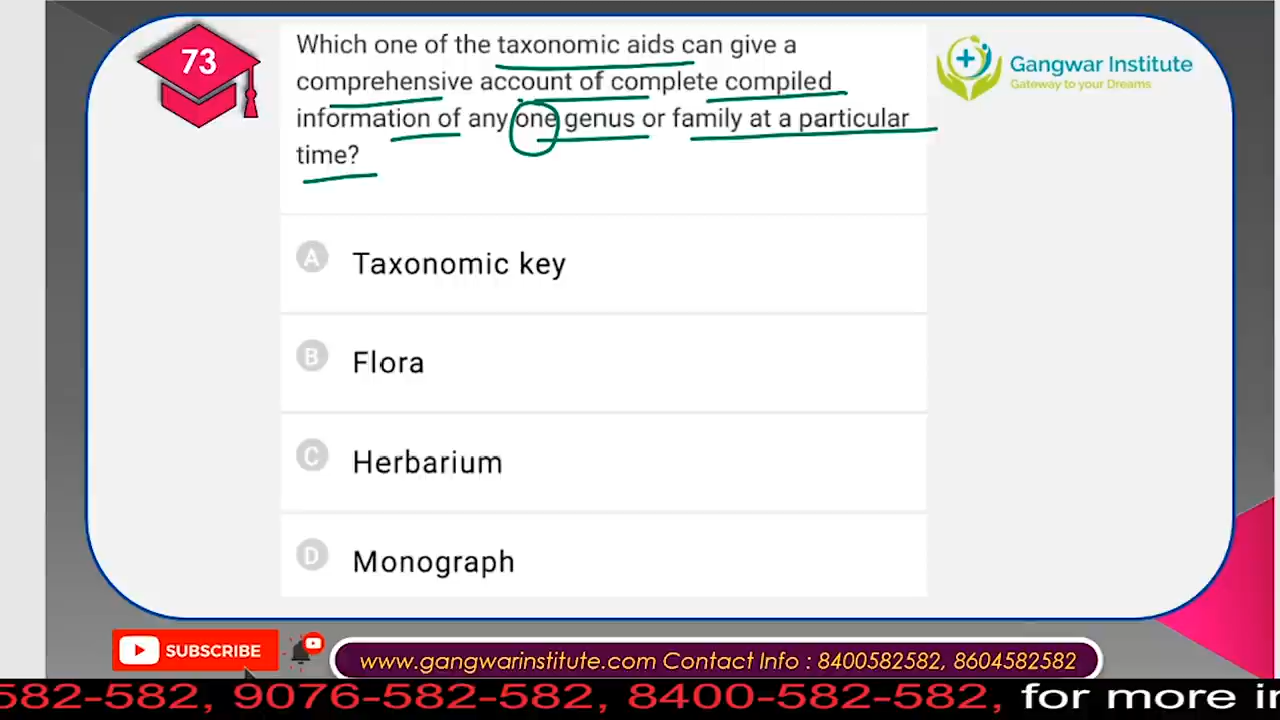 73
Which one of the taxonomic aids can give a
comprehensive account of complete compiled
information of any one genus or family at a particular
time?
Gangwar Institute
Gateway to your Dreams
A Taxonomic key
B Flora
C Herbarium
D Monograph
SUBSCRIBE
www.gangwarinstitute.com Contact Info : 8400582582, 8604582582
582-582, 9076-582-582, 8400-582-582, for more